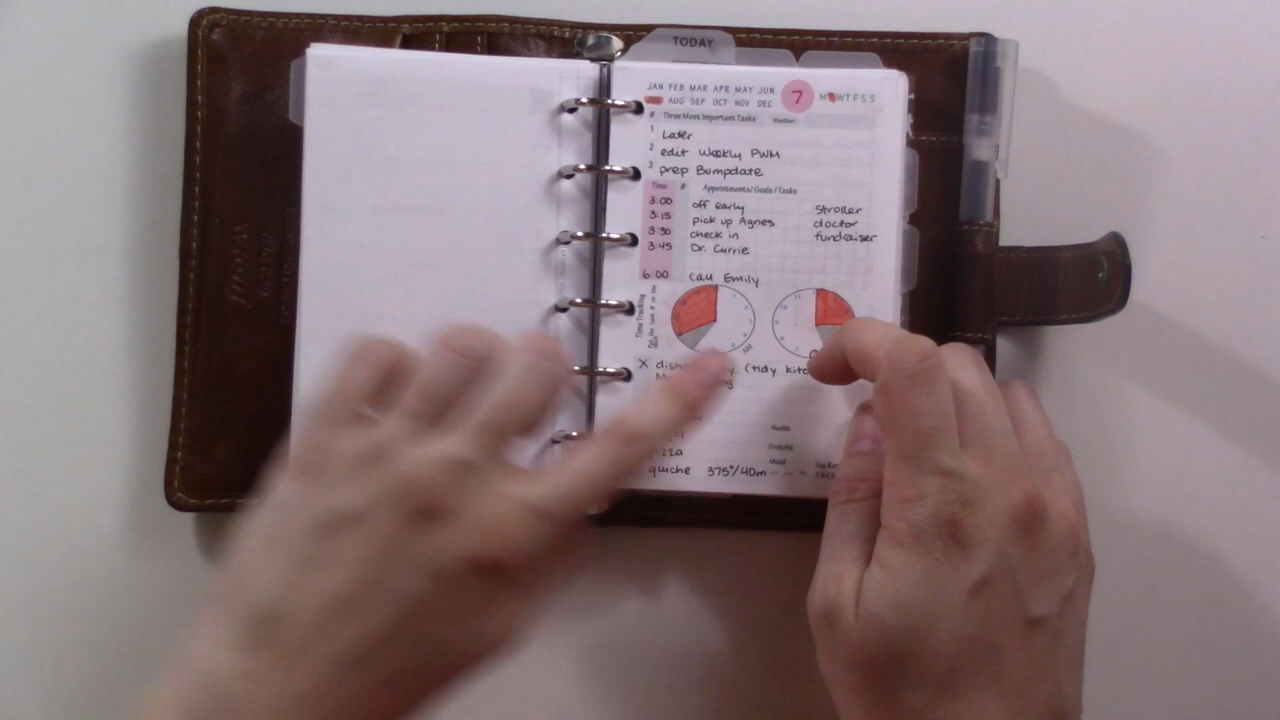 TODAY
JAN FEB MAR APR MAY JUN
AUG SEP OCT NOV DEC
7
M WTFSS
# Three Most Important Tasks
1 Later
2 edit Weekly PWM
3 prep Bumpdate
Time # Appointments/Goals/Tasks
3:00 off early Stroller
3:15 pick up Agnes doctor
3:30 check in fundraiser
3:45 Dr. Currie
6:00 Call Emily
Time Tracking
AM
X (tidy
Health
Grateful
Mood
quiche 375°/40m